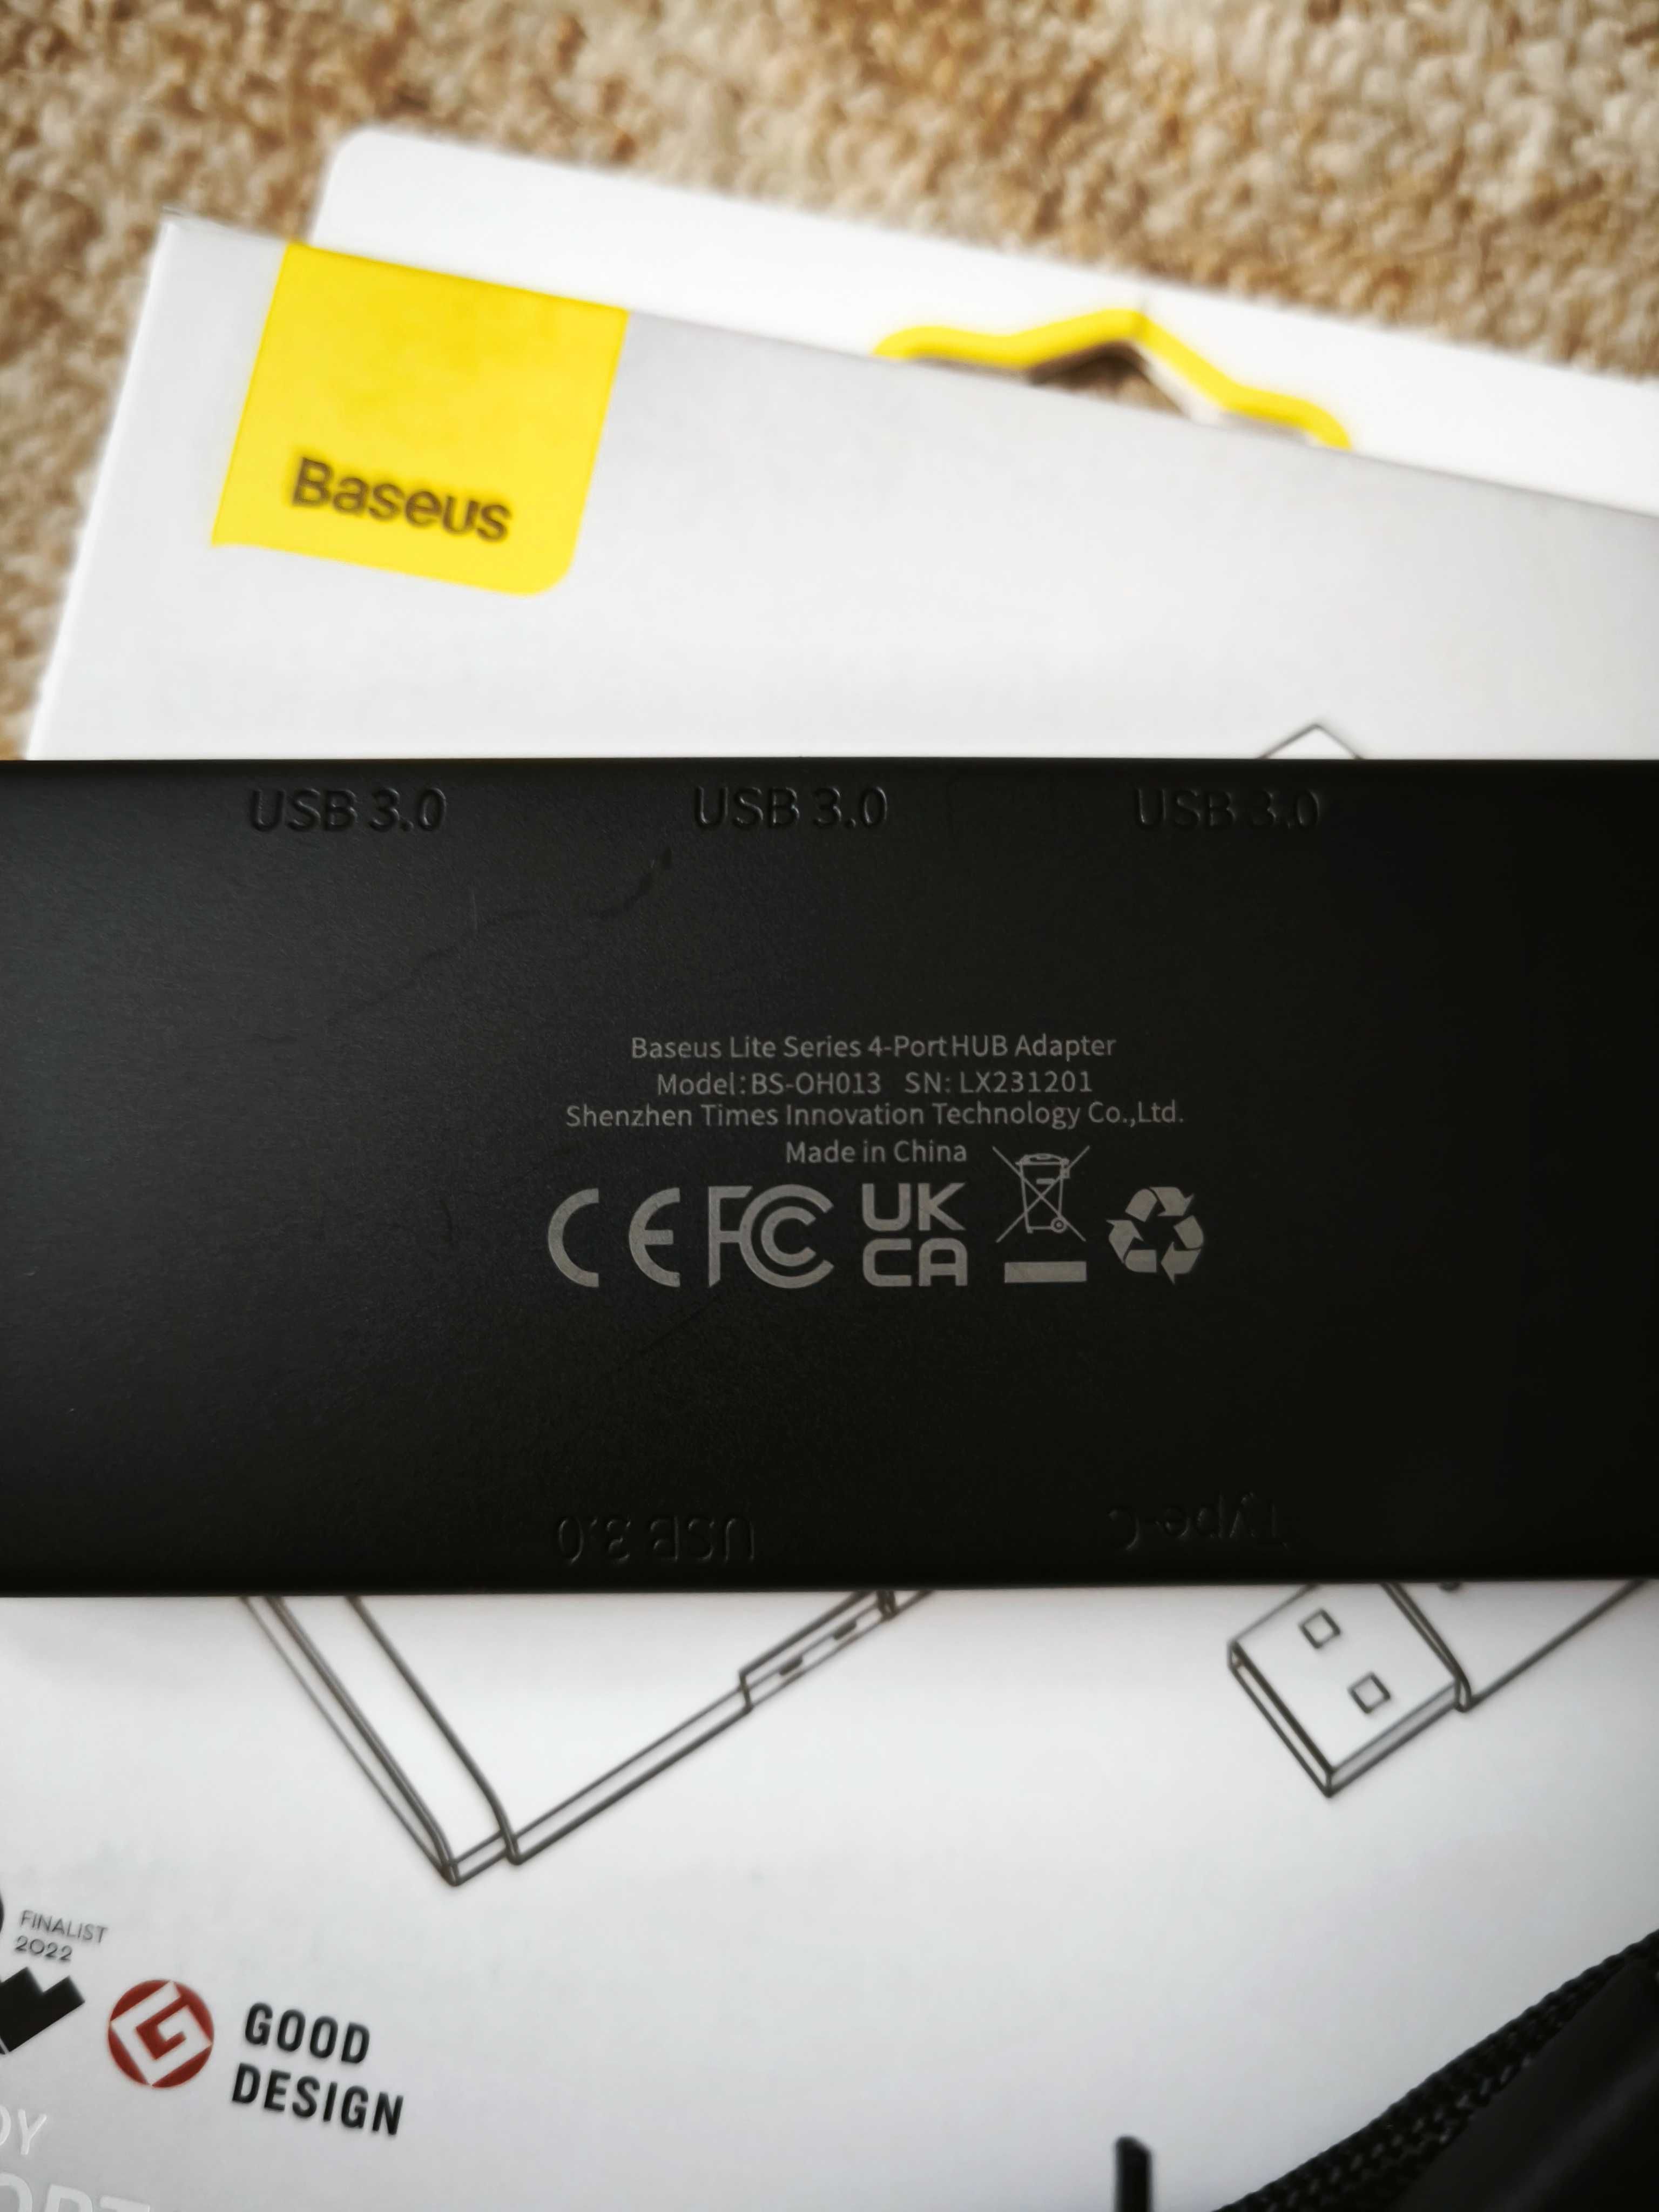 Baseus
USB 3.0 USB 3.0 USB 3.0
Baseus Lite Series 4-Port HUB Adapter
Model: BS-OH013 SN: LX231201
Shenzhen Times Innovation Technology Co.,Ltd.
Made in China
CE FC UK
CA
USB 3.0 Type-C
FINALIST
2022
GOOD
DESIGN